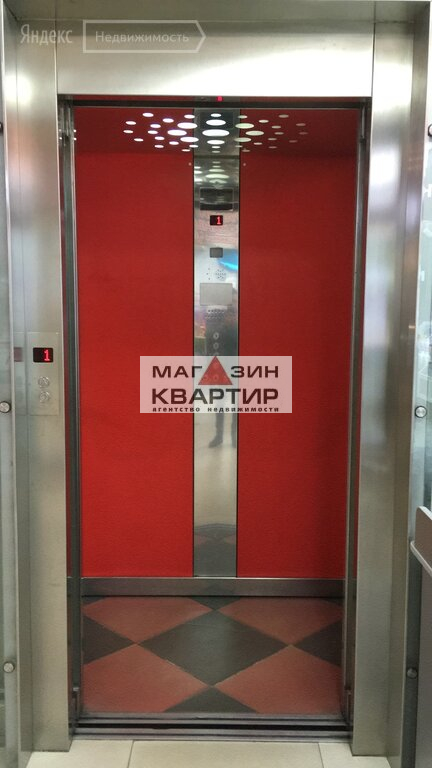 Яндекс Недвижимость
1
1
МАГАЗИН
КВАРТИР
агентство недвижимости